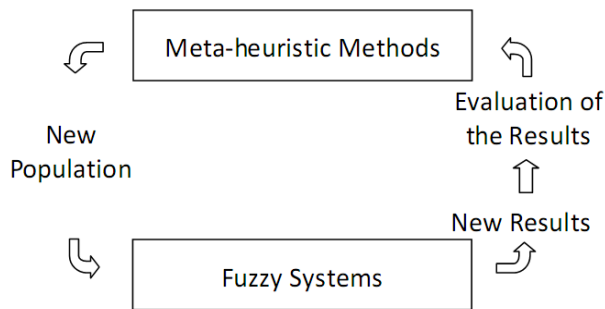 Meta-heuristic Methods
New
Population
Evaluation of
the Results
New Results
Fuzzy Systems